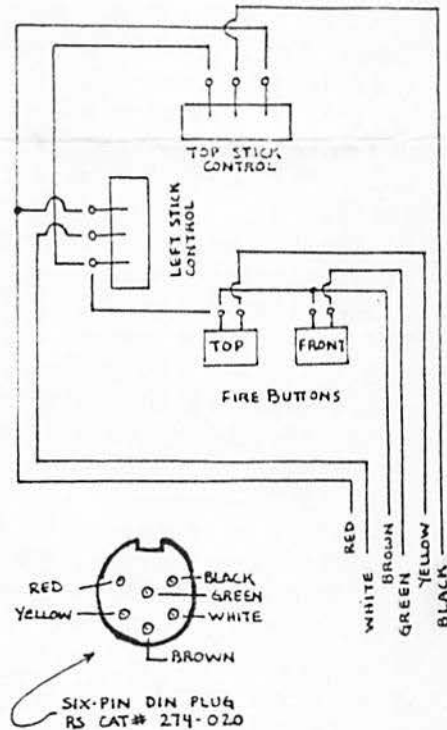 TOP STICK
CONTROL
LEFT STICK
CONTROL
TOP
FRONT
FIRE BUTTONS
RED
WHITE
BROWN
GREEN
YELLOW
BLACK
RED
BLACK
GREEN
YELLOW
WHITE
BROWN
SIX-PIN DIN PLUG
RS CAT# 274-020